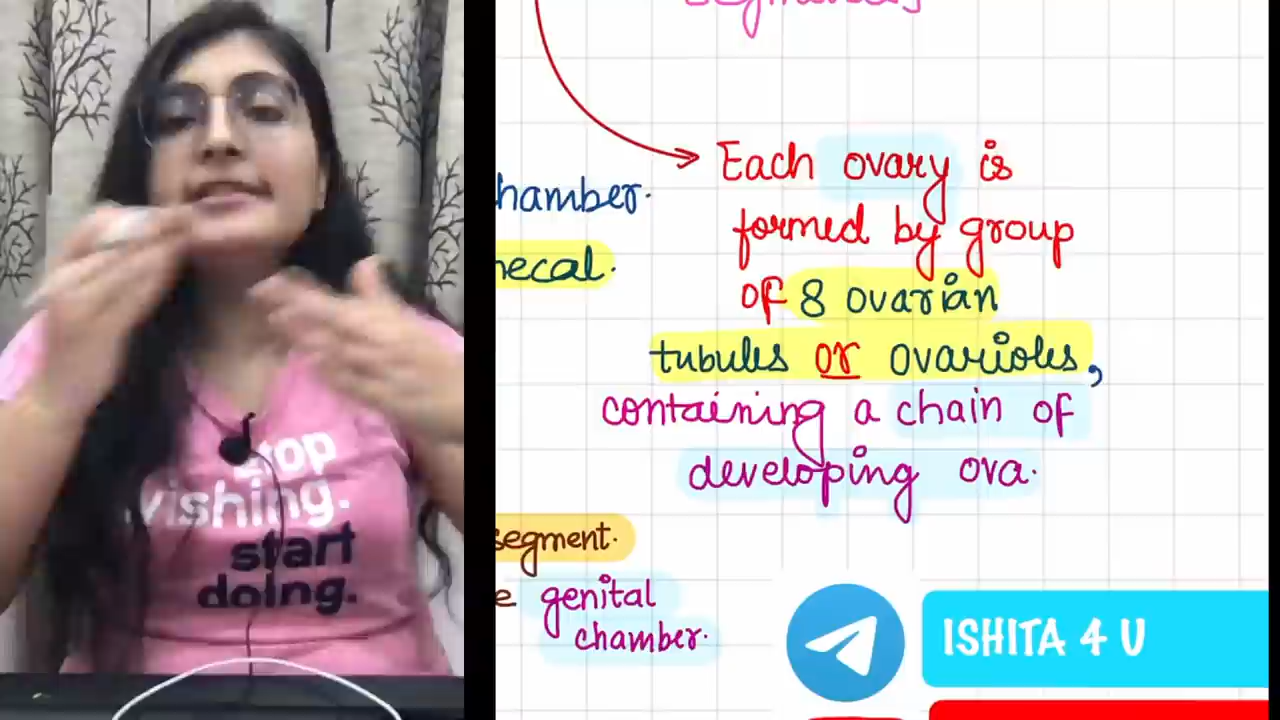 Each ovary is
formed by group
of 8 ovarian
tubules or ovarioles,
containing a chain of
developing ova.
hamber.
necal.
segment.
e genital
chamber.
stop
wishing.
start
doing.
ISHITA 4 U